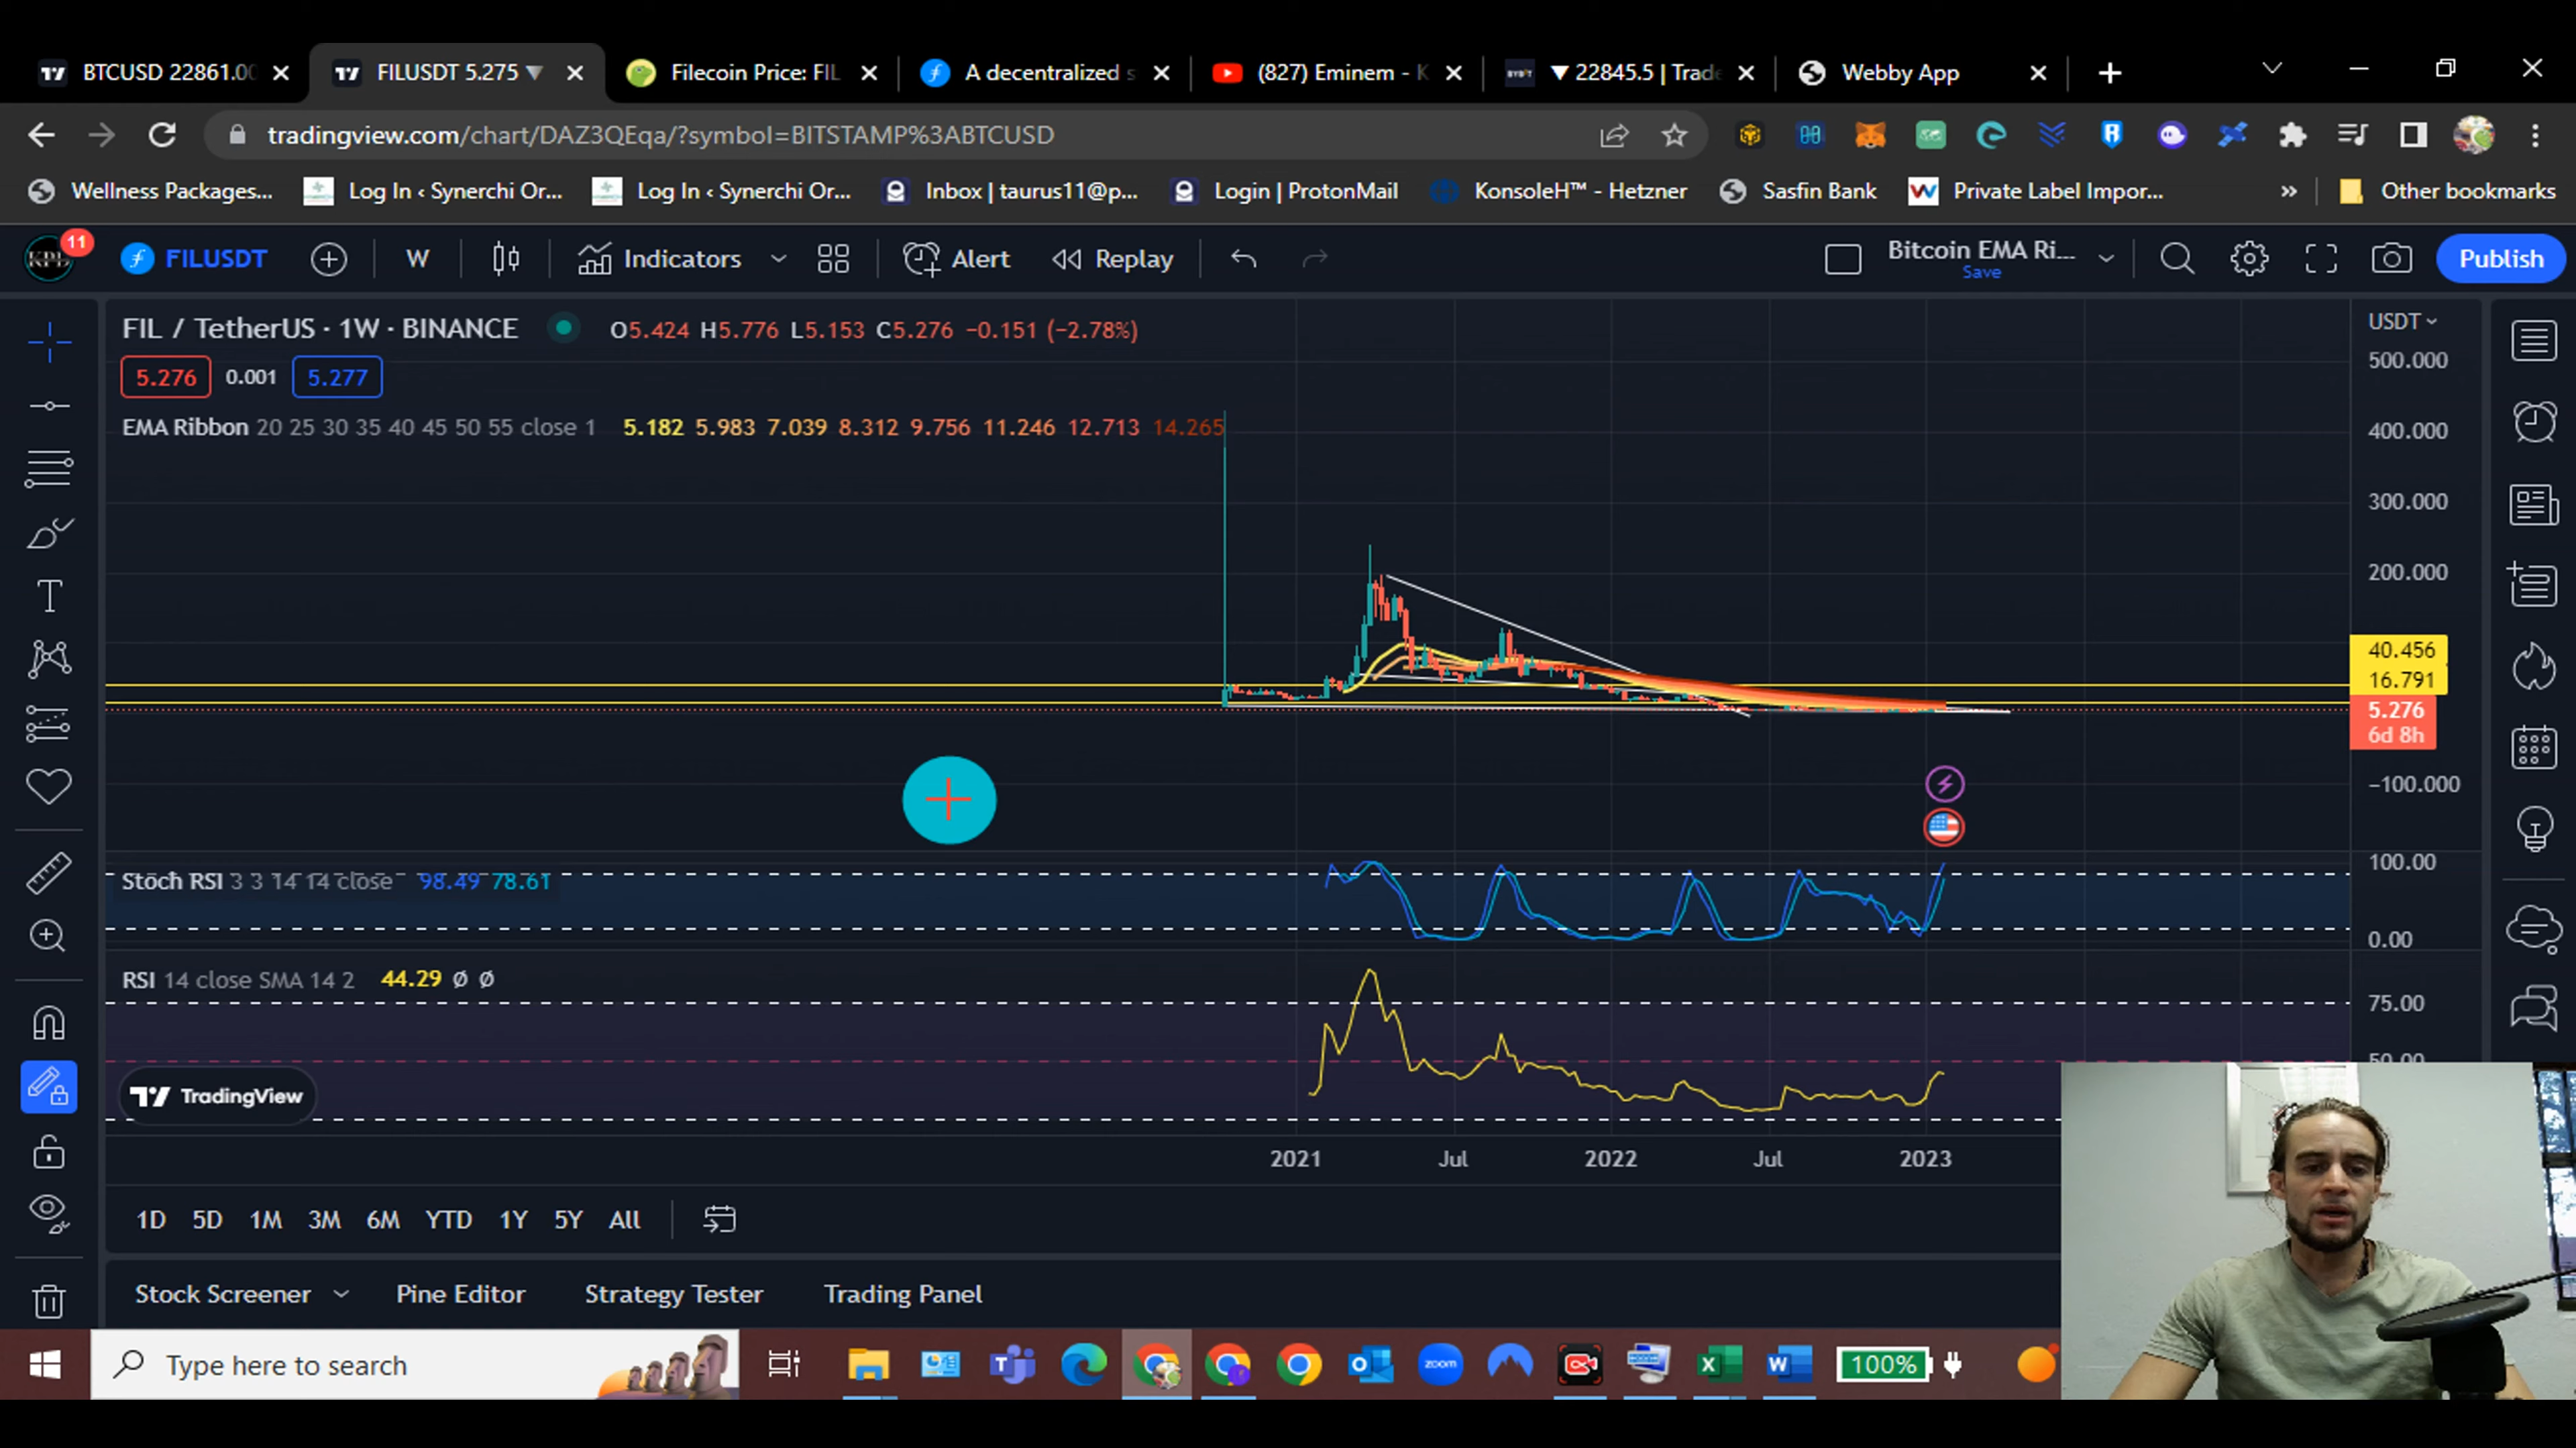 BTCUSD 22861.00
FILUSDT 5.275
Filecoin Price: FIL
A decentralized s
(827) Eminem - K
BYBIT ▼ 22845.5 | Trade
Webby App
tradingview.com/chart/DAZ3QEqa/?symbol=BITSTAMP%3ABTCUSD
Wellness Packages...
Log In ‹ Synerchi Or...
Log In ‹ Synerchi Or...
Inbox | taurus11@p...
Login | ProtonMail
KonsoleH™ - Hetzner
Sasfin Bank
Private Label Impor...
»
Other bookmarks
11
FILUSDT
W
Indicators
Alert
Replay
Bitcoin EMA Ri...
Save
Publish
FIL / TetherUS · 1W · BINANCE
O5.424 H5.776 L5.153 C5.276 −0.151 (−2.78%)
USDT
5.276
0.001
5.277
EMA Ribbon 20 25 30 35 40 45 50 55 close 1 5.182 5.983 7.039 8.312 9.756 11.246 12.713 14.265
500.000
400.000
300.000
200.000
40.456
16.791
5.276
6d 8h
−100.000
Stoch RSI 3 3 14 14 close 98.49 78.61
100.00
0.00
RSI 14 close SMA 14 2 44.29 Ø Ø
75.00
50.00
TradingView
2021 Jul 2022 Jul 2023
1D 5D 1M 3M 6M YTD 1Y 5Y All
Stock Screener
Pine Editor
Strategy Tester
Trading Panel
Type here to search
zoom
100%